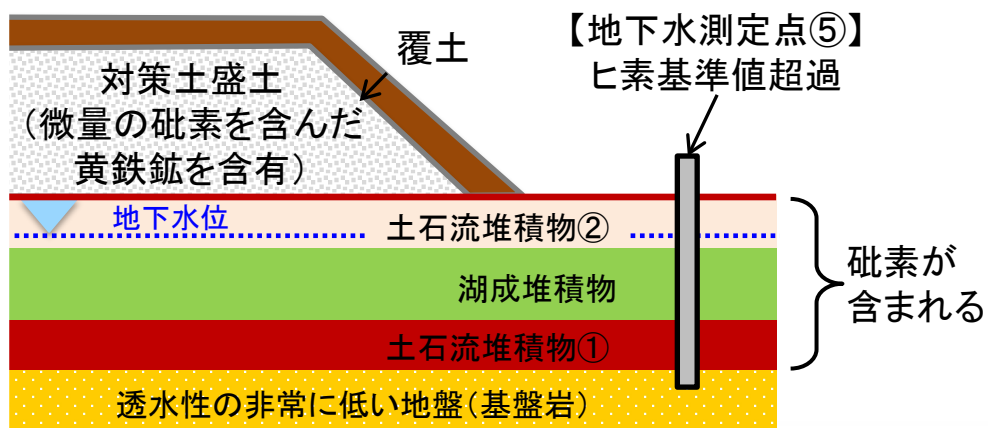 覆土
【地下水測定点⑤】
ヒ素基準値超過
対策土盛土
（微量の砒素を含んだ
黄鉄鉱を含有）
地下水位
土石流堆積物②
湖成堆積物
土石流堆積物①
透水性の非常に低い地盤（基盤岩）
砒素が
含まれる